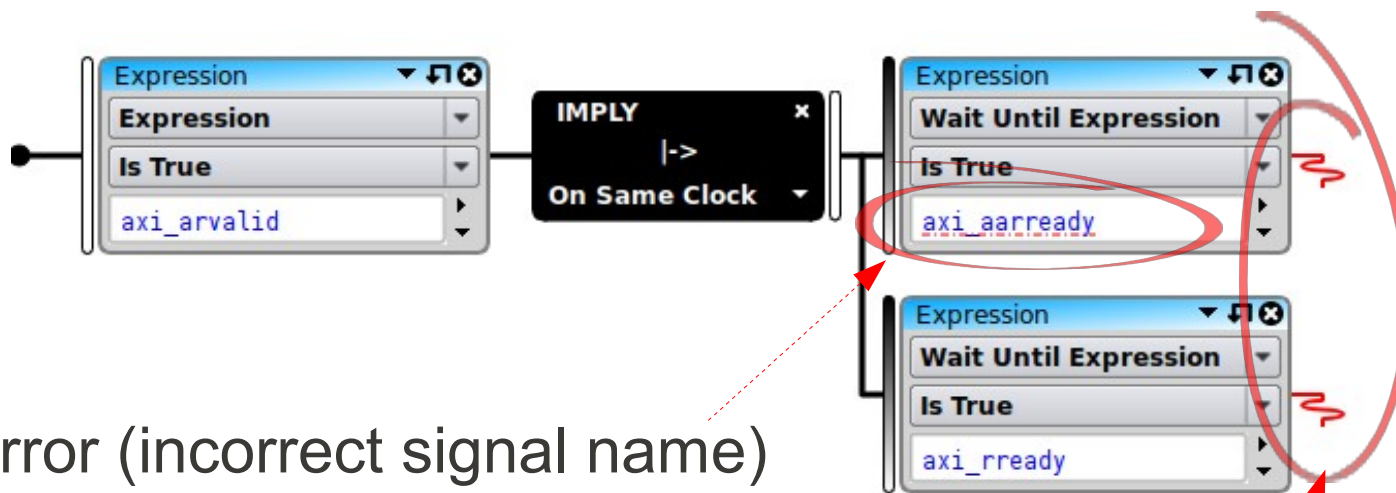 Expression
Expression
Is True
axi_arvalid
IMPLY
|->
On Same Clock
Expression
Wait Until Expression
Is True
axi_aarready
Expression
Wait Until Expression
Is True
axi_rready
rror (incorrect signal name)